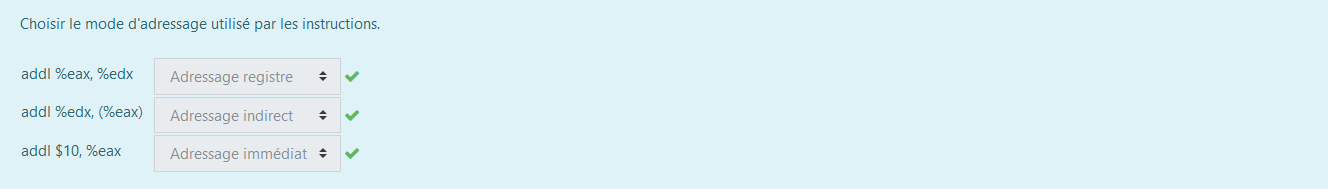 Choisir le mode d'adressage utilisé par les instructions.
addl %eax, %edx Adressage registre
addl %edx, (%eax) Adressage indirect
addl $10, %eax Adressage immédiat